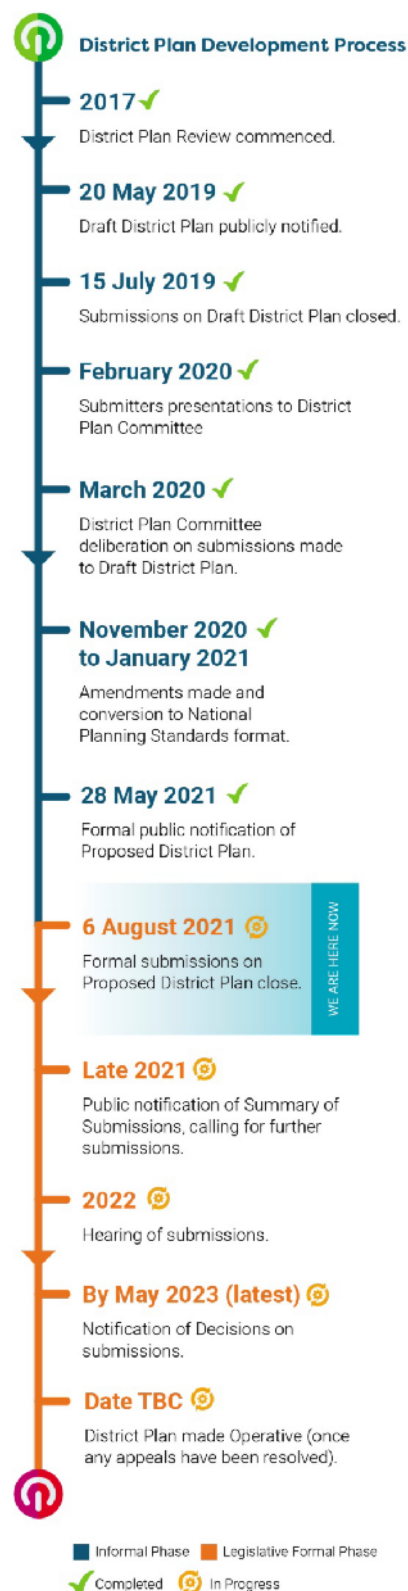 District Plan Development Process
2017
District Plan Review commenced.
20 May 2019
Draft District Plan publicly notified.
15 July 2019
Submissions on Draft District Plan closed.
February 2020
Submitters presentations to District
Plan Committee
March 2020
District Plan Committee
deliberation on submissions made
to Draft District Plan.
November 2020
to January 2021
Amendments made and
conversion to National
Planning Standards format.
28 May 2021
Formal public notification of
Proposed District Plan.
6 August 2021
Formal submissions on
Proposed District Plan close.
WE ARE HERE NOW
Late 2021
Public notification of Summary of
Submissions, calling for further
submissions.
2022
Hearing of submissions.
By May 2023 (latest)
Notification of Decisions on
submissions.
Date TBC
District Plan made Operative (once
any appeals have been resolved).
Informal Phase Legislative Formal Phase
Completed In Progress